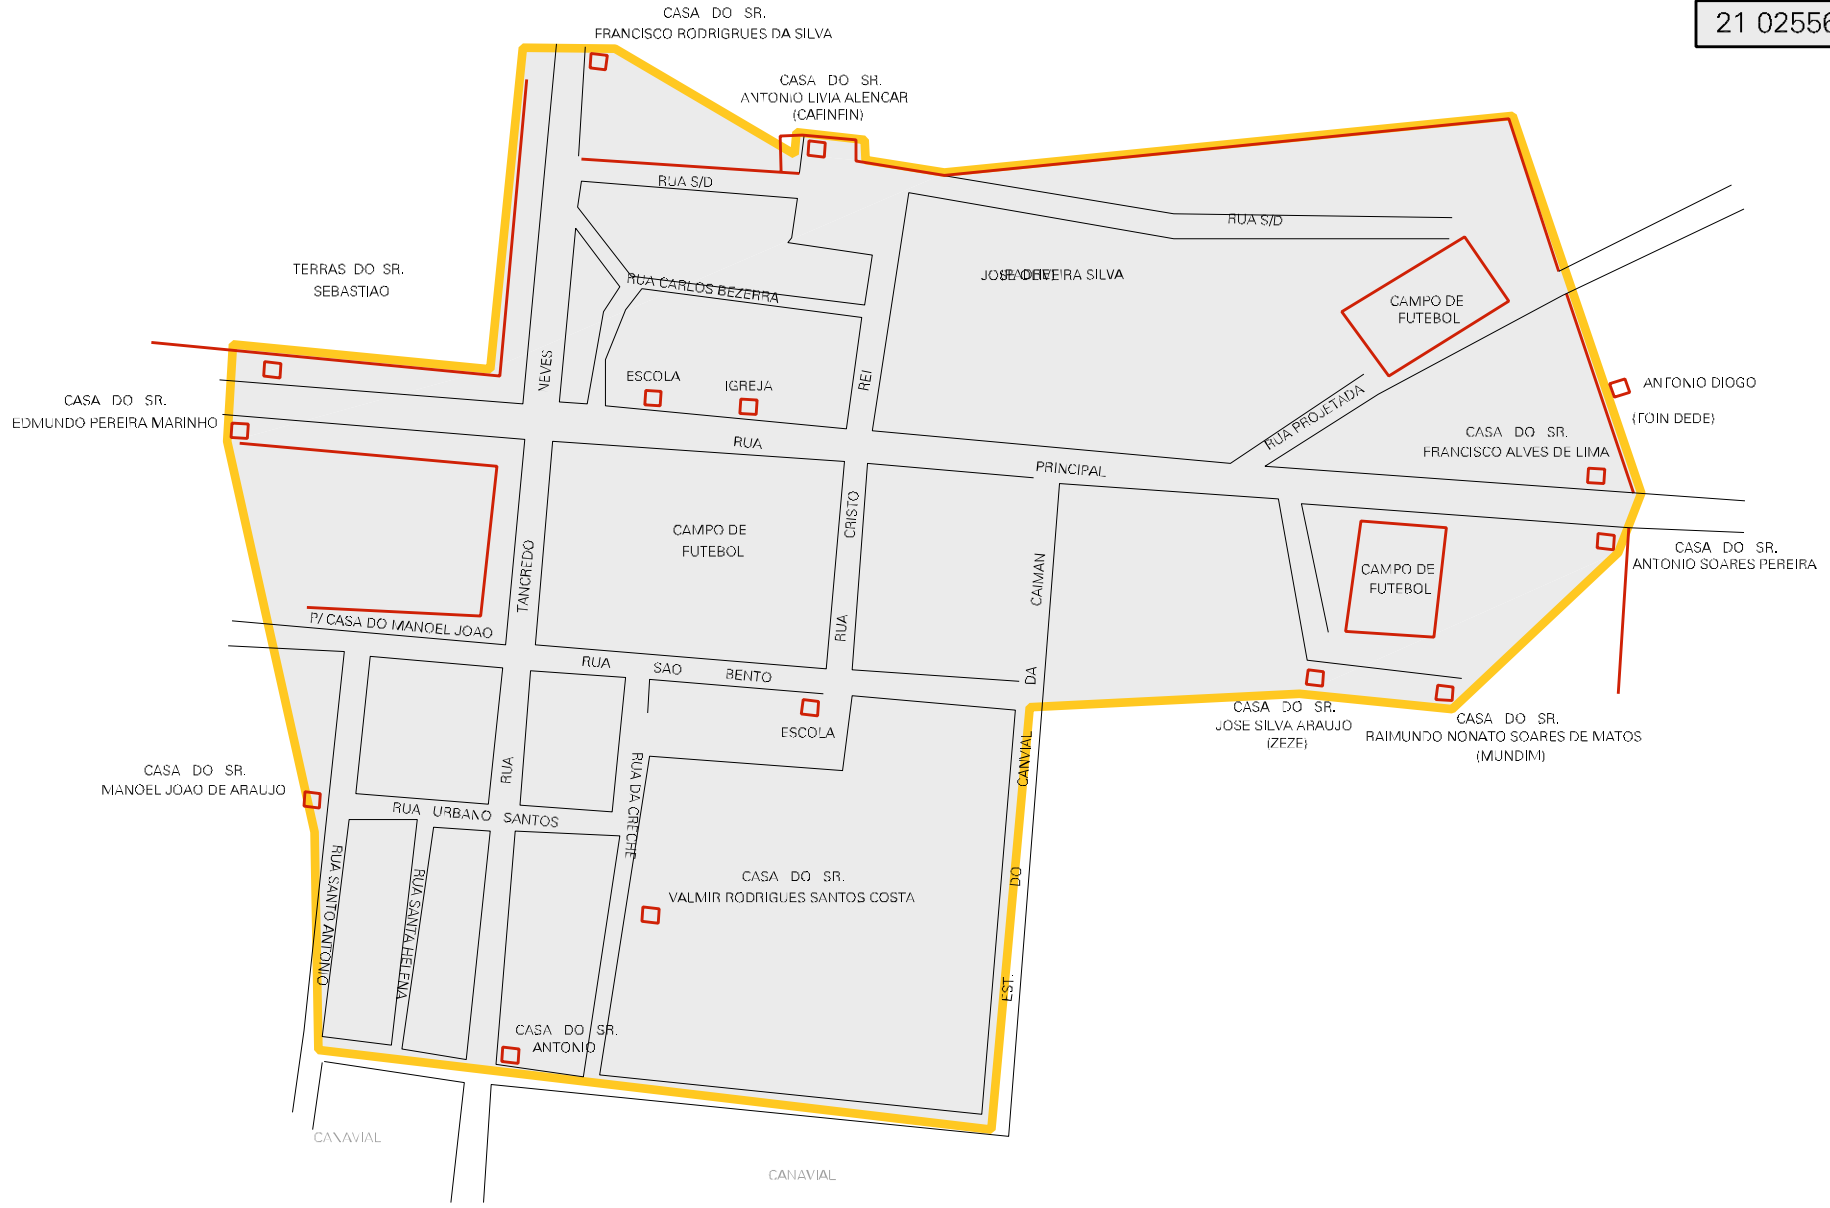 CASA DO SR.
FRANCISCO RODRIGRUES DA SILVA
CASA DO SR.
ANTONIO LIVIA ALENCAR
(CAFINFIN)
RUA S/D
RUA S/D
TERRAS DO SR.
SEBASTIAO
RUA CARLOS BEZERRA
CAMPO DE
FUTEBOL
NEVES
ESCOLA
IGREJA
REI
ANTONIO DIOGO
(TOIN DEDE)
CASA DO SR.
EDMUNDO PEREIRA MARINHO
RUA PROJETADA
CASA DO SR.
FRANCISCO ALVES DE LIMA
RUA
PRINCIPAL
CRISTO
CAMPO DE
FUTEBOL
TANCREDO
CAIMAN
CAMPO DE
FUTEBOL
CASA DO SR.
ANTONIO SOARES PEREIRA
P/ CASA DO MANOEL JOAO
RUA
RUA
SAO
BENTO
DA
ESCOLA
CASA DO SR.
JOSE SILVA ARAUJO
(ZEZE)
CASA DO SR.
RAIMUNDO NONATO SOARES DE MATOS
(MUNDIM)
CANVIAL
RUA
RUA DA CRECHE
CASA DO SR.
MANOEL JOAO DE ARAUJO
RUA URBANO SANTOS
RUA SANTO ANTONIO
RUA SANTA HELENA
CASA DO SR.
VALMIR RODRIGUES SANTOS COSTA
DO
EST.
CASA DO SR.
ANTONIO
CANAVIAL
CANAVIAL